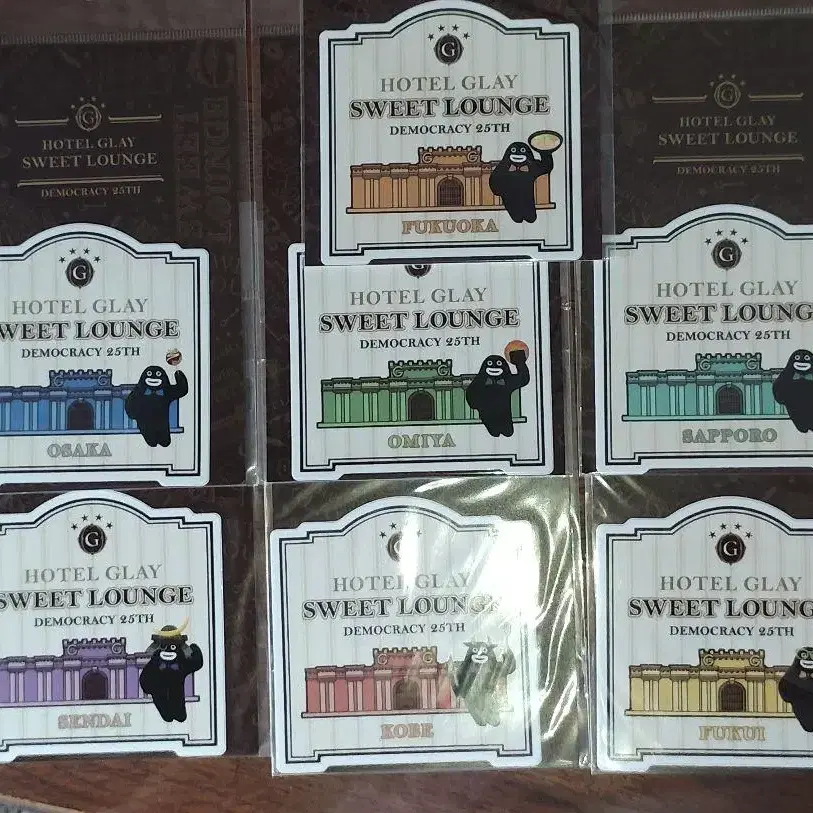 G
HOTEL GLAY
SWEET LOUNGE
DEMOCRACY 25TH
FUKUOKA
G
HOTEL GLAY
SWEET LOUNGE
DEMOCRACY 25TH
SWEET
LOUNGE
G
HOTEL GLAY
SWEET LOUNGE
DEMOCRACY 25TH
G
HOTEL GLAY
WEET LOUNGE
DEMOCRACY 25TH
OSAKA
HOTEL GLAY
SWEET LOUNGE
DEMOCRACY 25TH
OMIYA
G
HOTEL GLAY
SWEET LOUNG
DEMOCRACY 25TH
SAPPORO
G
HOTEL GLAY
SWEET LOUNGE
DEMOCRACY 25TH
SENDAI
G
HOTEL GLAY
SWEET LOUNGE
DEMOCRACY 25TH
KOBE
G
HOTEL GLAY
SWEET LOUNG
DEMOCRACY 25TH
FUKUI